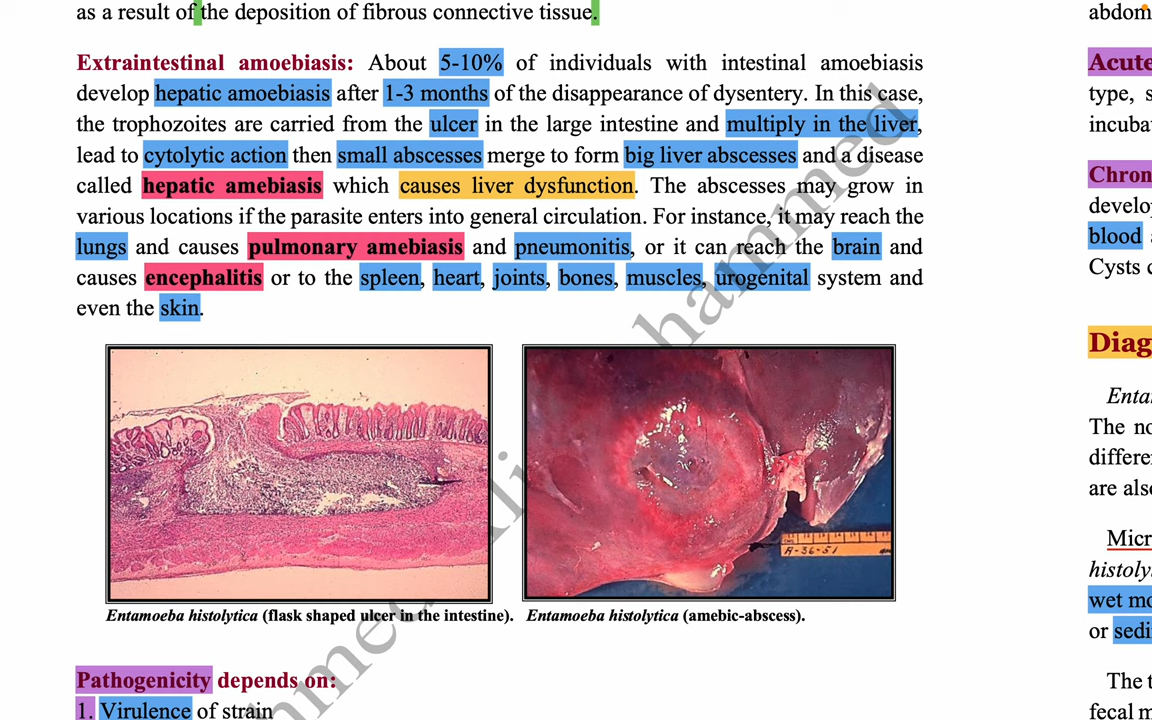 as a result of the deposition of fibrous connective tissue.
Extraintestinal amoebiasis: About 5-10% of individuals with intestinal amoebiasis
develop hepatic amoebiasis after 1-3 months of the disappearance of dysentery. In this case,
the trophozoites are carried from the ulcer in the large intestine and multiply in the liver,
lead to cytolytic action then small abscesses merge to form big liver abscesses and a disease
called hepatic amebiasis which causes liver dysfunction. The abscesses may grow in
various locations if the parasite enters into general circulation. For instance, it may reach the
lungs and causes pulmonary amebiasis and pneumonitis, or it can reach the brain and
causes encephalitis or to the spleen, heart, joints, bones, muscles, urogenital system and
even the skin.
A-36-51
Entamoeba histolytica (flask shaped ulcer in the intestine). Entamoeba histolytica (amebic-abscess).
Pathogenicity depends on:
1. Virulence of strain
hammed
abdom
Acute
type, s
incuba
Chron
develop
blood a
Cysts c
Diag
Enta
The no
differe
are also
Micr
histoly
wet mo
or sedi
The t
fecal m